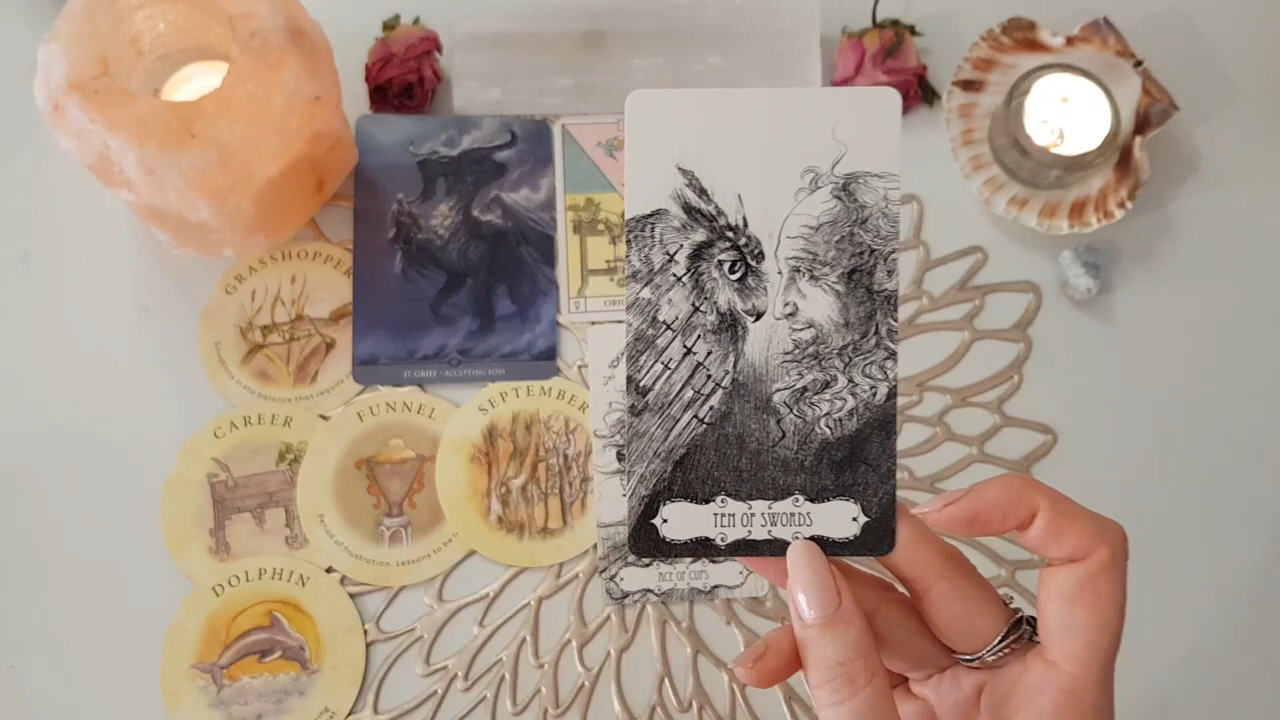 GRASSHOPPER
37. GRIEF · ACCEPTING LOSS
CAREER
FUNNEL
Period of frustration. Lessons to be
SEPTEMBER
DOLPHIN
TEN OF SWORDS
ACE OF CUPS